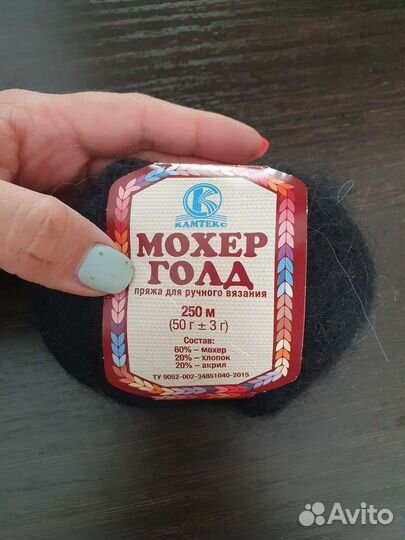 КАМТЕКС
МОХЕР
ГОЛД
пряжа для ручного вязания
250 м
(50 г ± 3 г)
Состав:
60% – мохер
20% – хлопок
20% – акрил
ТУ 9052-002-34851040-2015
Avito